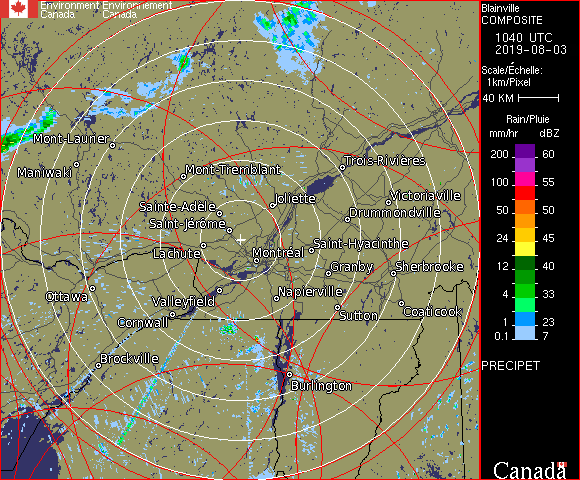 Environment Environnement
Canada Canada
Blainville
COMPOSITE
1040 UTC
2019-08-03
Scale/Échelle:
1km/Pixel
40 KM
Rain/Pluie
mm/hr dBZ
200 60
150 57
100 55
50 50
24 45
12 40
4 33
1 23
0.1 7
PRECIPET
Canada
Mont-Laurier
Maniwaki
Mont-Tremblant
Trois-Rivières
Sainte-Adèle
Joliette
Victoriaville
Saint-Jérôme
Drummondville
Lachute
Montréal
Saint-Hyacinthe
Granby
Sherbrooke
Ottawa
Valleyfield
Napierville
Cornwall
Sutton
Coaticook
Brockville
Burlington